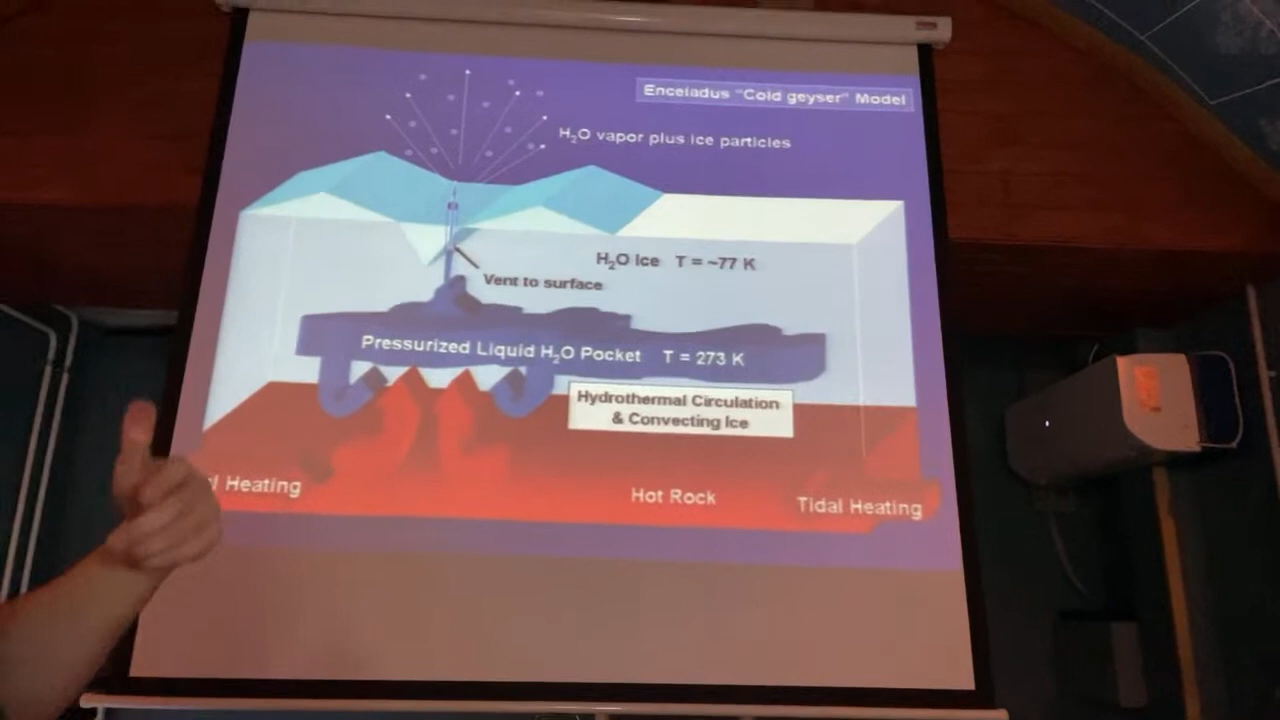 Enceladus "Cold geyser" Model
H₂O vapor plus ice particles
H₂O Ice T = ~77 K
Vent to surface
Pressurized Liquid H₂O Pocket T = 273 K
Hydrothermal Circulation
& Convecting Ice
Heating
Hot Rock
Tidal Heating